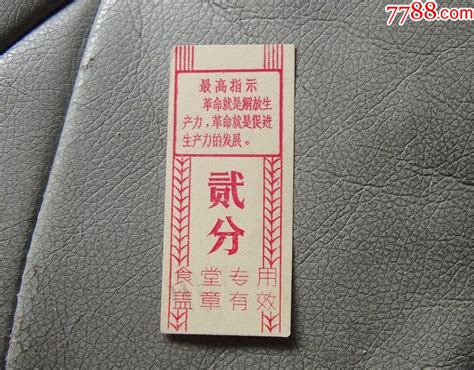 7788.com
最高指示
革命就是解放生
产力，革命就是促进
生产力的发展。
贰
分
食堂专用
盖章有效